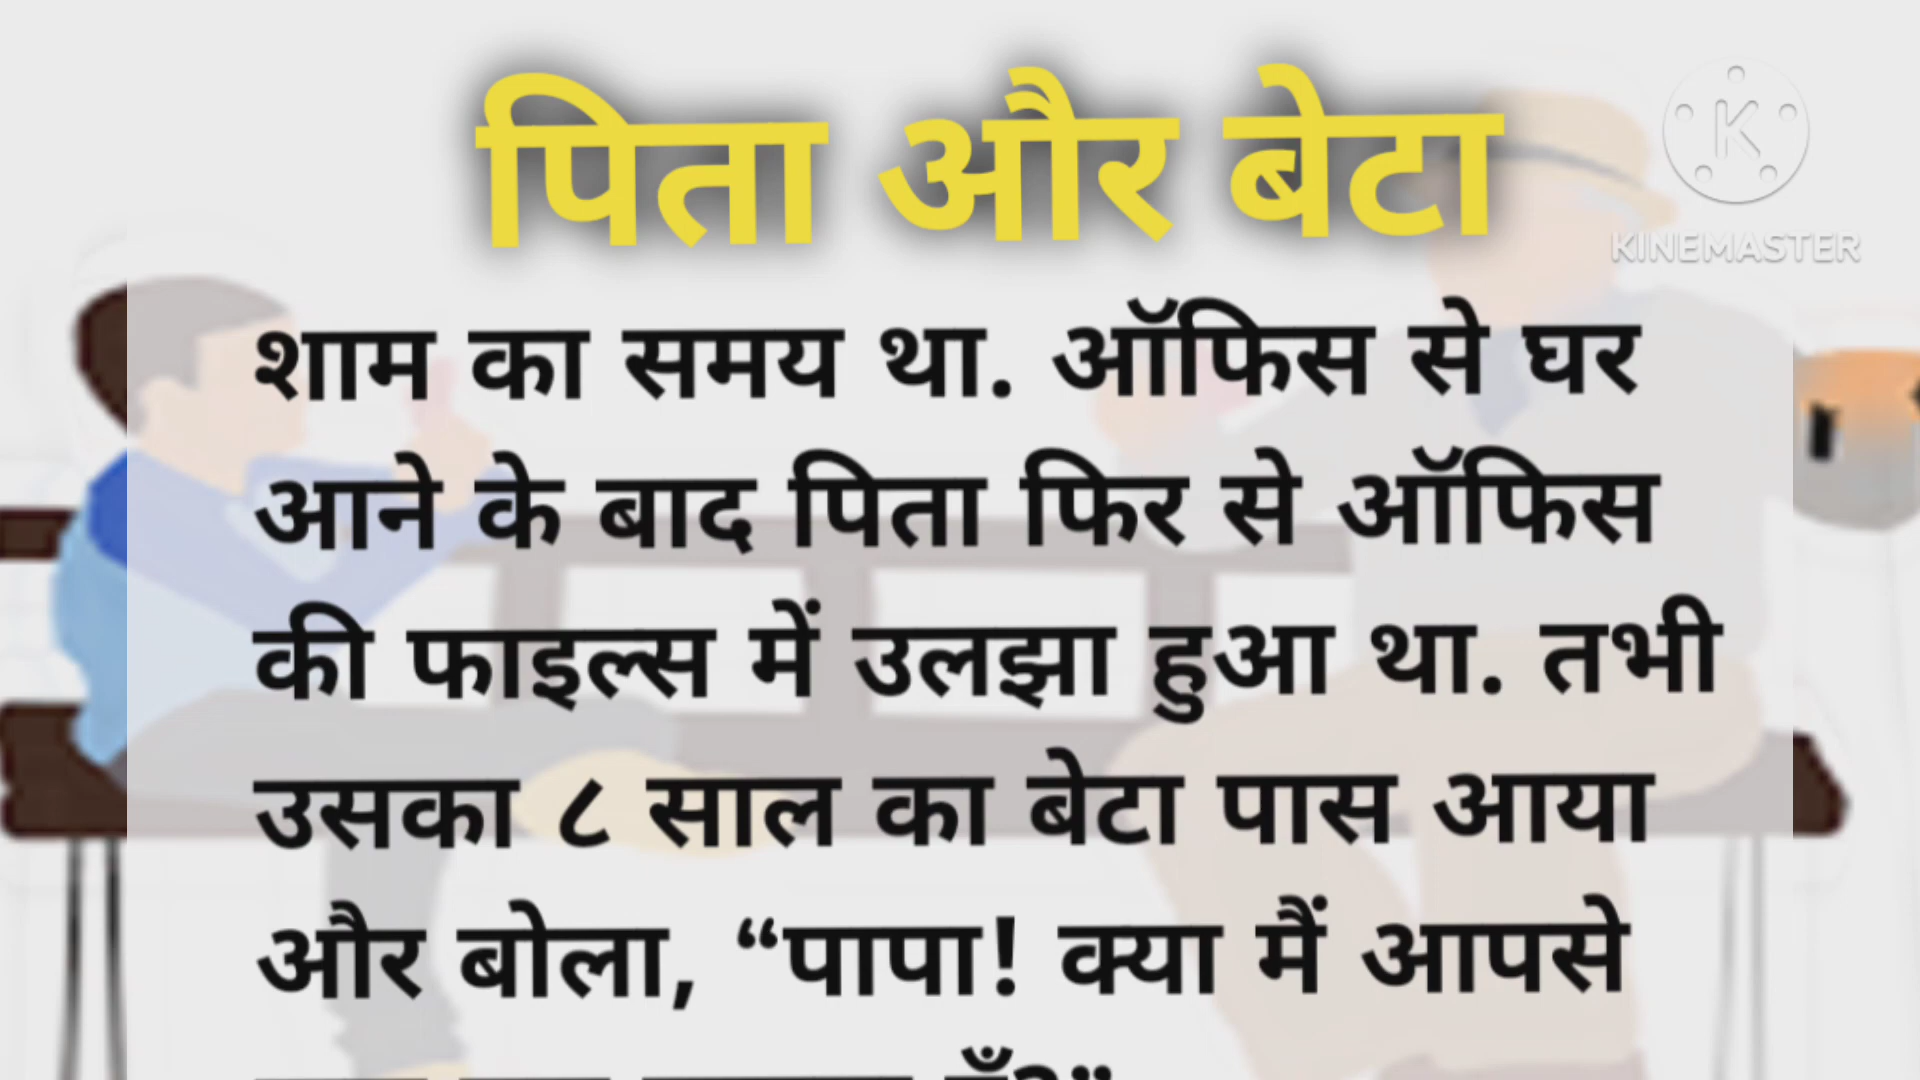 पिता और बेटा
KINEMASTER
शाम का समय था. ऑफिस से घर
आने के बाद पिता फिर से ऑफिस
की फाइल्स में उलझा हुआ था. तभी
उसका ८ साल का बेटा पास आया
और बोला, “पापा! क्या मैं आपसे